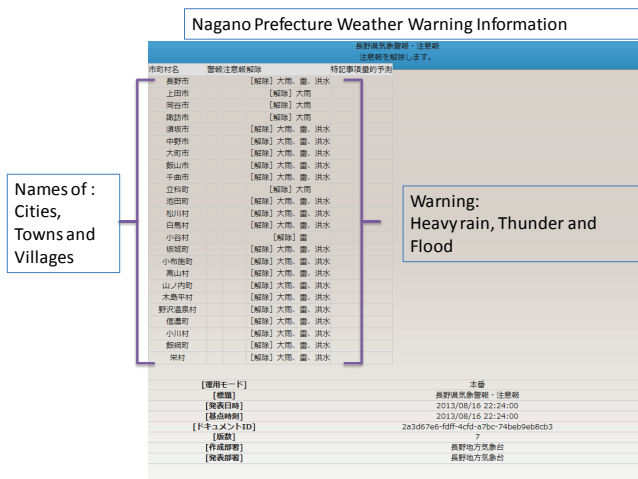 Nagano Prefecture Weather Warning Information
長野県気象警報・注意報
注意報を解除します。
市町村名 警報注意報解除 特記事項量的予測
長野市 [解除] 大雨、雷、洪水
上田市 [解除] 大雨
岡谷市 [解除] 大雨
諏訪市 [解除] 大雨
須坂市 [解除] 大雨、雷、洪水
中野市 [解除] 大雨、雷、洪水
大町市 [解除] 大雨、雷、洪水
飯山市 [解除] 大雨、雷、洪水
千曲市 [解除] 大雨、雷、洪水
立科町 [解除] 大雨
池田町 [解除] 大雨、雷、洪水
松川村 [解除] 大雨、雷、洪水
白馬村 [解除] 大雨、雷、洪水
小谷村 [解除] 雷
坂城町 [解除] 大雨、雷、洪水
小布施町 [解除] 大雨、雷、洪水
高山村 [解除] 大雨、雷、洪水
山ノ内町 [解除] 大雨、雷、洪水
木島平村 [解除] 大雨、雷、洪水
野沢温泉村 [解除] 大雨、雷、洪水
信濃町 [解除] 大雨、雷、洪水
小川村 [解除] 大雨、雷、洪水
飯綱町 [解除] 大雨、雷、洪水
栄村 [解除] 大雨、雷、洪水
Names of :
Cities,
Towns and
Villages
Warning:
Heavy rain, Thunder and
Flood
[運用モード] 本番
[標題] 長野県気象警報・注意報
[発表日時] 2013/08/16 22:24:00
[基点時刻] 2013/08/16 22:24:00
[ドキュメントID] 2a3d67e6-fdff-4cfd-a7bc-74beb9eb8cb3
[版数] 7
[作成部署] 長野地方気象台
[発表部署] 長野地方気象台